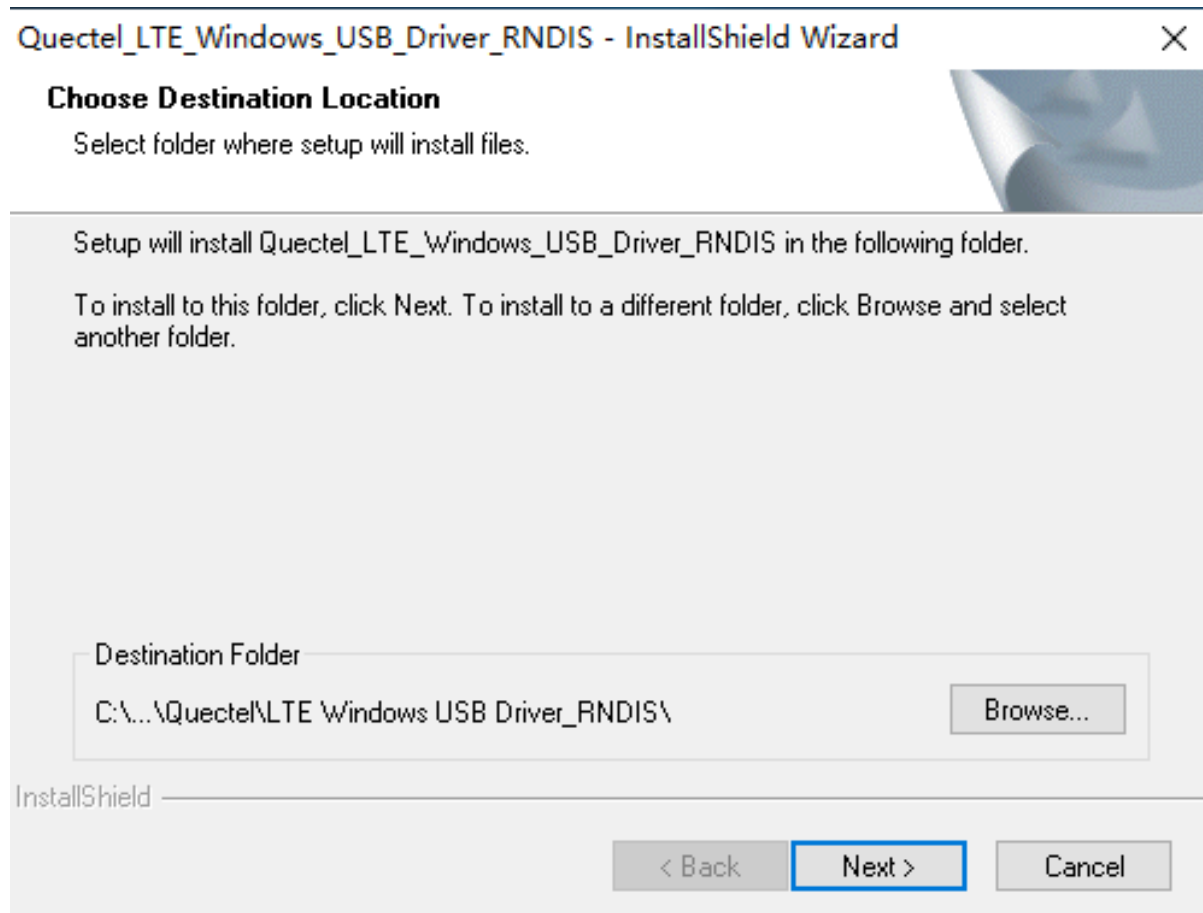 Quectel_LTE_Windows_USB_Driver_RNDIS - InstallShield Wizard
Choose Destination Location
Select folder where setup will install files.
Setup will install Quectel_LTE_Windows_USB_Driver_RNDIS in the following folder.
To install to this folder, click Next. To install to a different folder, click Browse and select
another folder.
Destination Folder
C:\...\Quectel\LTE Windows USB Driver_RNDIS\
Browse...
InstallShield
< Back
Next >
Cancel